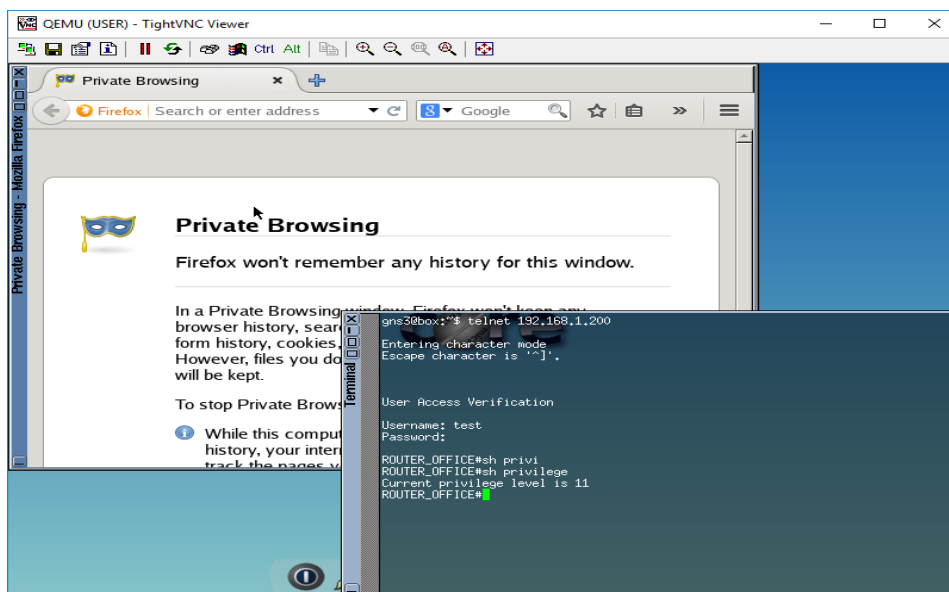 QEMU (USER) - TightVNC Viewer
Ctrl Alt
Private Browsing
Firefox Search or enter address
Google
Private Browsing - Mozilla Firefox
Private Browsing
Firefox won't remember any history for this window.
In a Private Browsing window, Firefox won't keep any
browser history, sear
form history, cookies,
However, files you do
will be kept.
To stop Private Brows
While this compu
history, your inter
track the pages
Terminal
gns3@box:~$ telnet 192.168.1.200
Entering character mode
Escape character is '^]'.
User Access Verification
Username: test
Password:
ROUTER_OFFICE#sh privi
ROUTER_OFFICE#sh privilege
Current privilege level is 11
ROUTER_OFFICE#